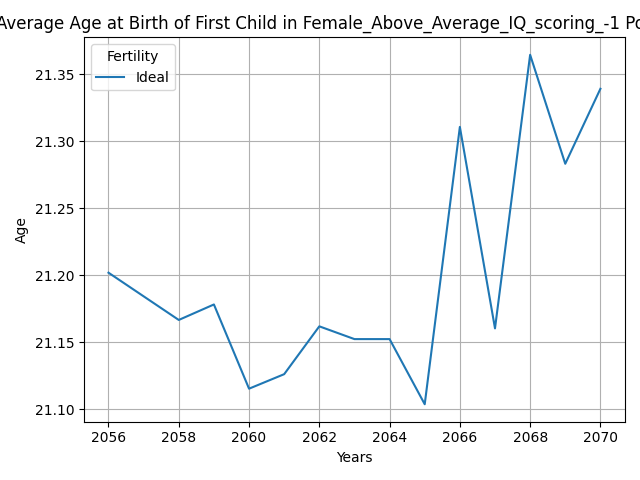 Average Age at Birth of First Child in Female_Above_Average_IQ_scoring_-1
Fertility
Ideal
21.35
21.30
21.25
21.20
21.15
21.10
Age
2056 2058 2060 2062 2064 2066 2068 2070
Years